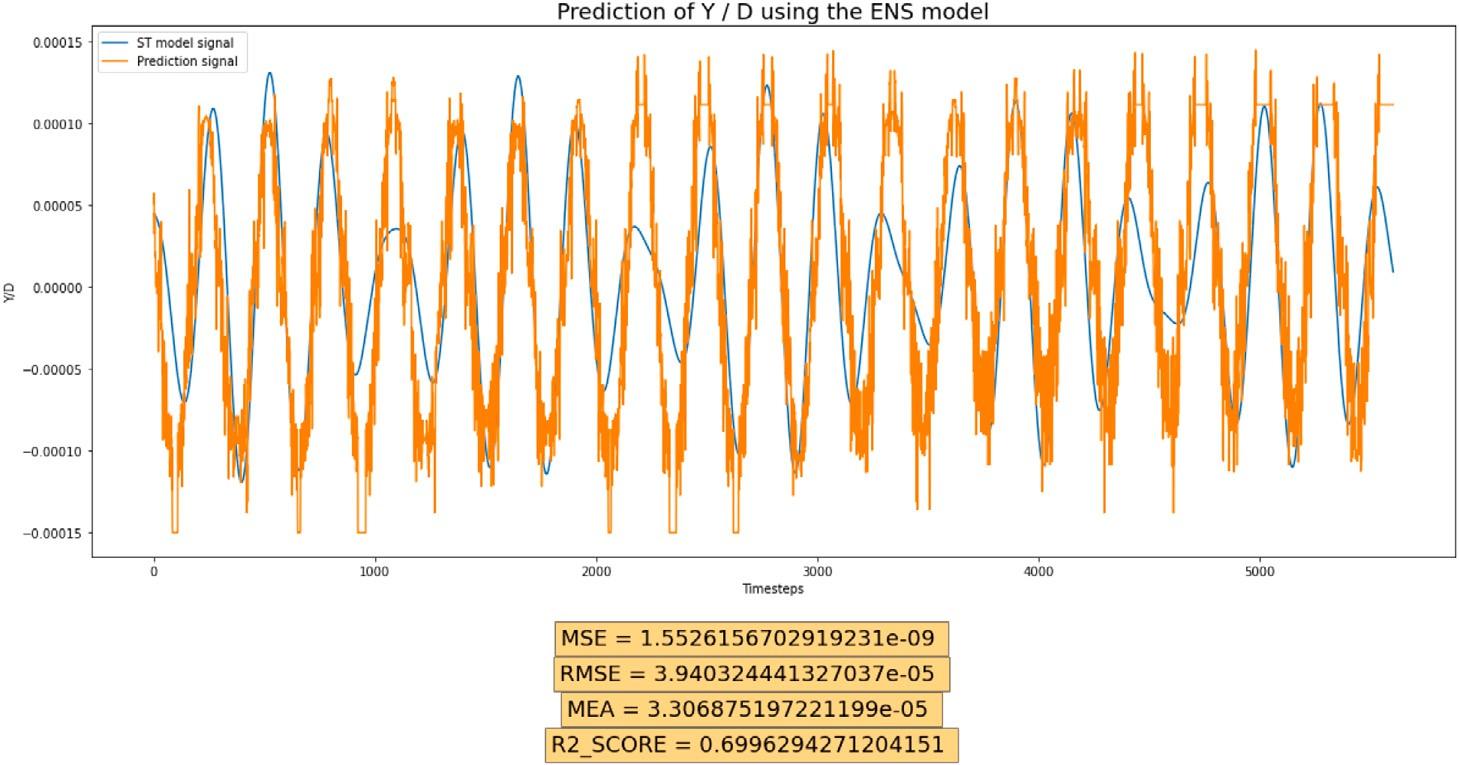 Prediction of Y / D using the ENS model
ST model signal
Prediction signal
0.00015
0.00010
0.00005
0.00000
−0.00005
−0.00010
−0.00015
Y/D
0 1000 2000 3000 4000 5000
Timesteps
MSE = 1.5526156702919231e-09
RMSE = 3.940324441327037e-05
MEA = 3.306875197221199e-05
R2_SCORE = 0.6996294271204151